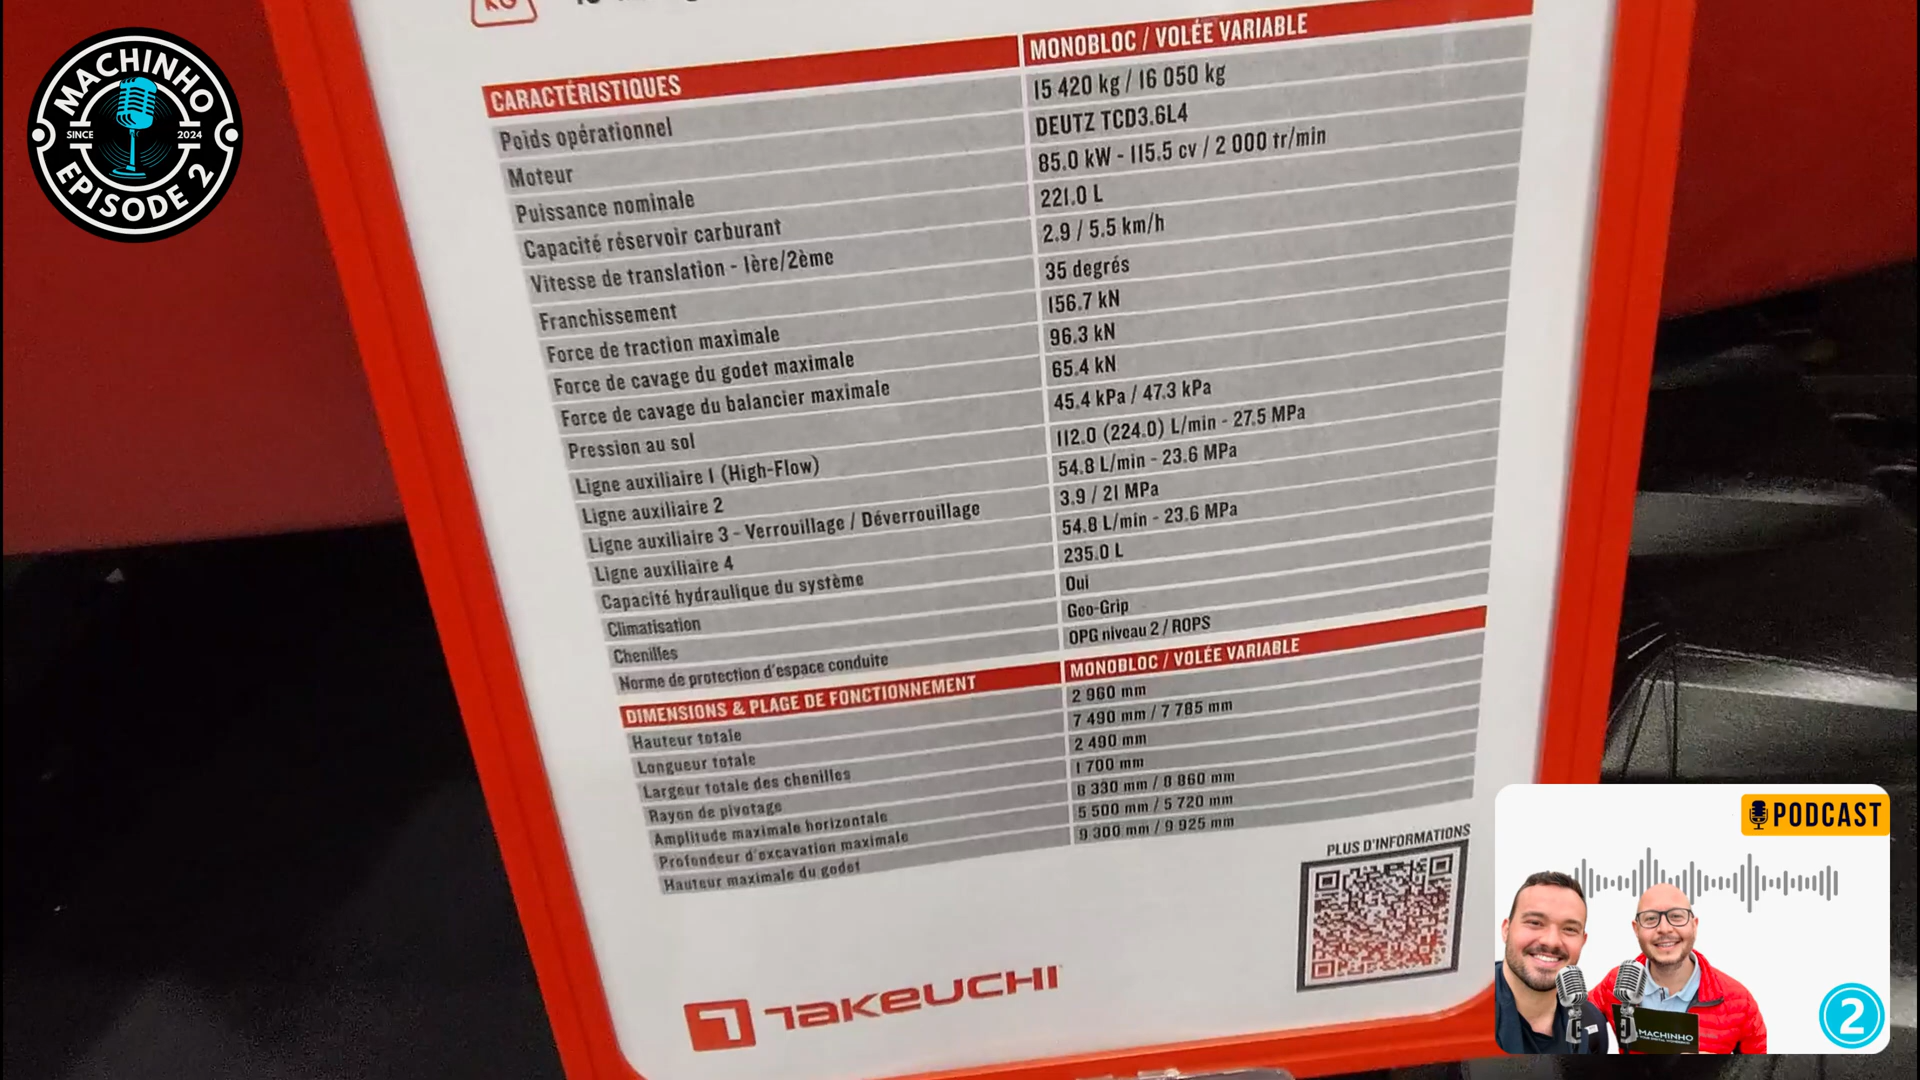 MACHINHO
SINCE 2024
EPISODE 2
KG
CARACTÉRISTIQUES MONOBLOC / VOLÉE VARIABLE
Poids opérationnel 15 420 kg / 16 050 kg
Moteur DEUTZ TCD3.6L4
Puissance nominale 85.0 kW - 115.5 cv / 2 000 tr/min
Capacité réservoir carburant 221.0 L
Vitesse de translation - 1ère/2ème 2.9 / 5.5 km/h
Franchissement 35 degrés
Force de traction maximale 156.7 kN
Force de cavage du godet maximale 96.3 kN
Force de cavage du balancier maximale 65.4 kN
Pression au sol 45.4 kPa / 47.3 kPa
Ligne auxiliaire 1 (High-Flow) 112.0 (224.0) L/min - 27.5 MPa
Ligne auxiliaire 2 54.8 L/min - 23.6 MPa
Ligne auxiliaire 3 - Verrouillage / Déverrouillage 3.9 / 21 MPa
Ligne auxiliaire 4 54.8 L/min - 23.6 MPa
Capacité hydraulique du système 235.0 L
Climatisation Oui
Chenilles Geo-Grip
Norme de protection d'espace conduite OPG niveau 2 / ROPS
DIMENSIONS & PLAGE DE FONCTIONNEMENT MONOBLOC / VOLÉE VARIABLE
Hauteur totale 2 960 mm
Longueur totale 7 490 mm / 7 785 mm
Largeur totale des chenilles 2 490 mm
Rayon de pivotage 1 700 mm
Amplitude maximale horizontale 8 330 mm / 8 860 mm
Profondeur d'excavation maximale 5 500 mm / 5 720 mm
Hauteur maximale du godet 9 300 mm / 9 925 mm
PLUS D'INFORMATIONS
TAKEUCHI
PODCAST
MACHINHO
2